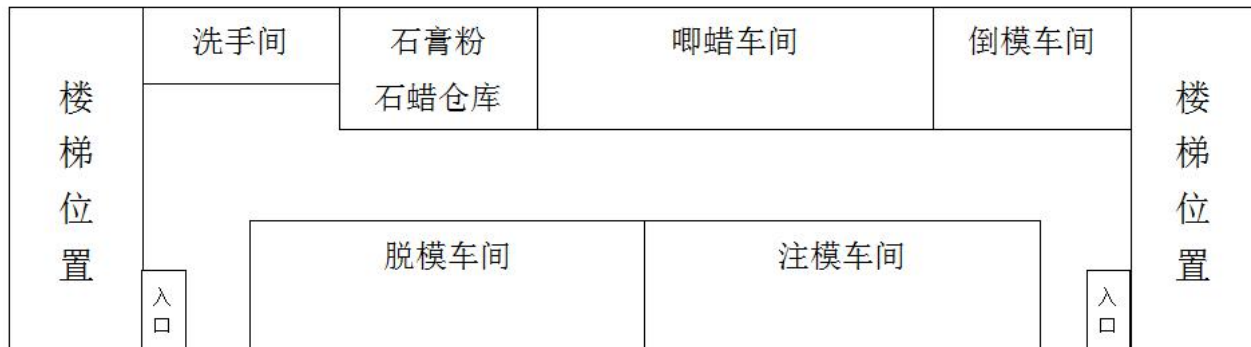 楼梯位置
洗手间
石膏粉
石蜡仓库
唧蜡车间
倒模车间
楼梯位置
脱模车间
注模车间
入口
入口